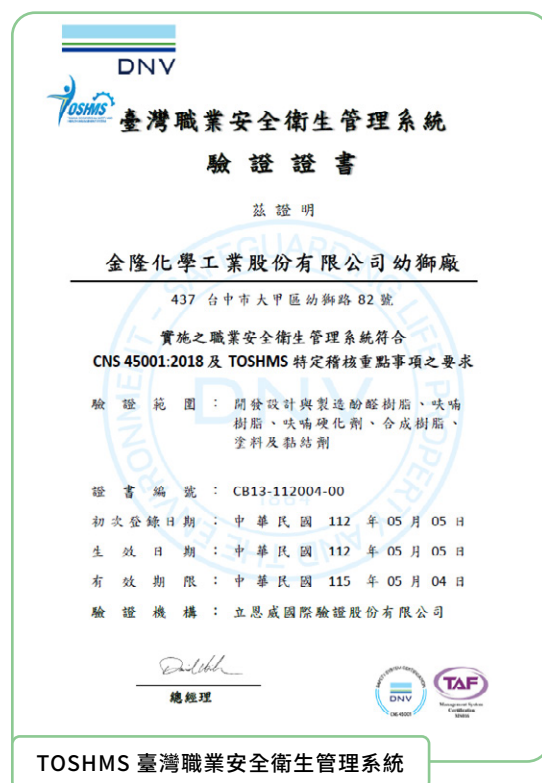 DNV
TOSHMS
臺灣職業安全衛生管理系統
驗證證書
茲證明
金隆化學工業股份有限公司幼獅廠
437 台中市大甲區幼獅路 82 號
實施之職業安全衛生管理系統符合
CNS 45001:2018 及 TOSHMS 特定稽核重點事項之要求
驗證範圍：開發設計與製造酚醛樹脂、呋喃
樹脂、呋喃硬化劑、合成樹脂、
塗料及黏結劑
證書編號：CB13-112004-00
初次登錄日期：中華民國 112 年 05 月 05 日
生效日期：中華民國 112 年 05 月 05 日
有效期限：中華民國 115 年 05 月 04 日
驗證機構：立恩威國際驗證股份有限公司
總經理
DNV
TAF
Management System
Certification
TOSHMS 臺灣職業安全衛生管理系統